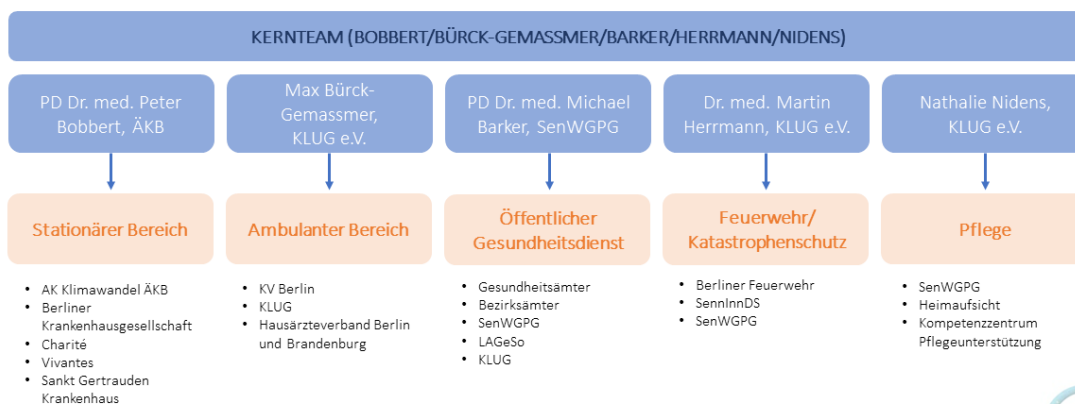 KERNTEAM (BOBBERT/BÜRCK-GEMASSMER/BARKER/HERRMANN/NIDENS)
PD Dr. med. Peter
Bobbert, ÄKB
Max Bürck-
Gemassmer,
KLUG e.V.
PD Dr. med. Michael
Barker, SenWGPG
Dr. med. Martin
Herrmann, KLUG e.V.
Nathalie Nidens,
KLUG e.V.
Stationärer Bereich
Ambulanter Bereich
Öffentlicher
Gesundheitsdienst
Feuerwehr/
Katastrophenschutz
Pflege
• AK Klimawandel ÄKB
• Berliner
Krankenhausgesellschaft
• Charité
• Vivantes
• Sankt Gertrauden
Krankenhaus
• KV Berlin
• KLUG
• Hausärzteverband Berlin
und Brandenburg
• Gesundheitsämter
• Bezirksämter
• SenWGPG
• LAGeSo
• KLUG
• Berliner Feuerwehr
• SennInnDS
• SenWGPG
• SenWGPG
• Heimaufsicht
• Kompetenzzentrum
Pflegeunterstützung